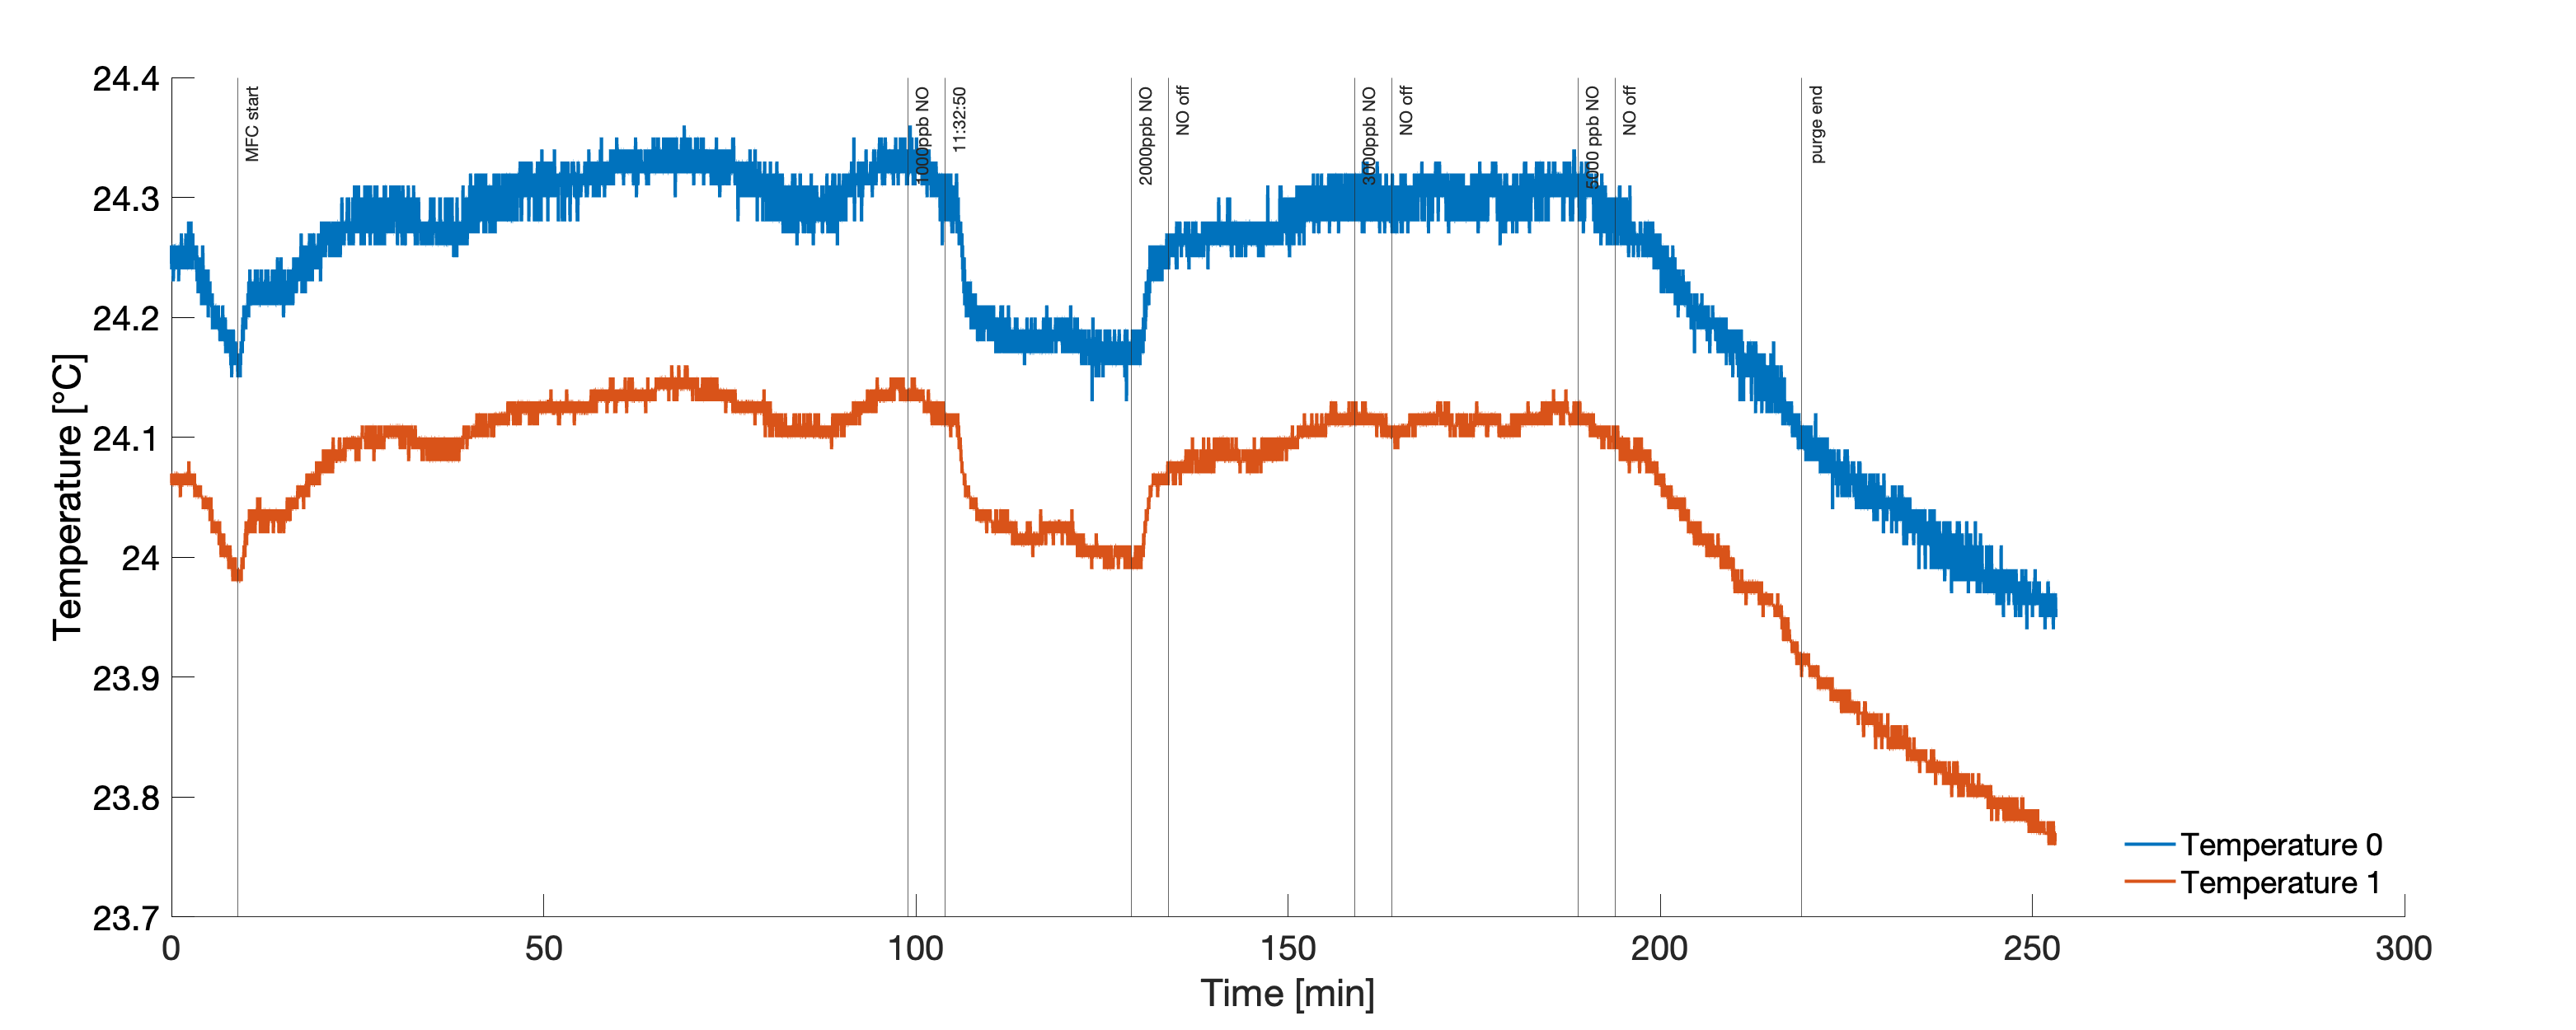 24.4
24.3
24.2
24.1
24
23.9
23.8
23.7
Temperature [°C]
MFC start
1000ppb NO
11:32:50
2000ppb NO
NO off
3000ppb NO
NO off
5000 ppb NO
NO off
purge end
Temperature 0
Temperature 1
0
50
100
150
200
250
300
Time [min]